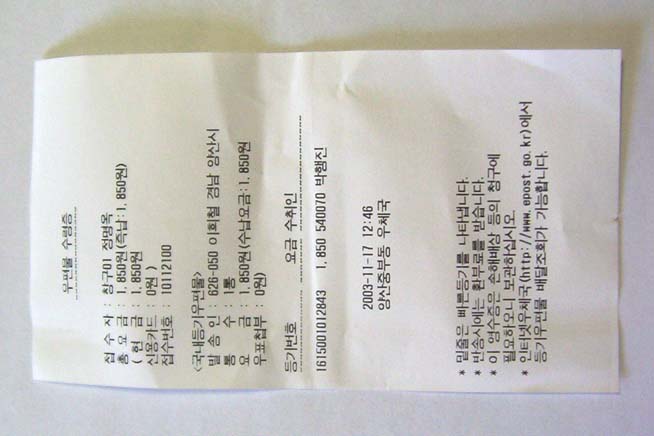 우편물 수령증
접 수 자 : 창구01 정명옥
총 요 금 : 1,850원(즉납:1,850원)
( 현 금 : 1,850원
신용카드 : 0원 )
접수번호 : 10112100
<국내등기우편물>
발 송 인 : 626-050 이희철 경남 양산시
통 수 : 1통
요 금 : 1,850원(수납요금:1,850원
우표첩부 : 0원)
등기번호 요금 수취인
1615001012843 1,850 540070 박행진
2003-11-17 12:46
양산중부동 우체국
* 밑줄은 빠른등기를 나타냅니다.
* 반송시에는 환부료를 받습니다.
* 이 영수증은 손해배상 등의 청구에
필요하오니 보관하십시오.
* 인터넷우체국(http://www.epost.go.kr)에서
등기우편물 배달조회가 가능합니다.